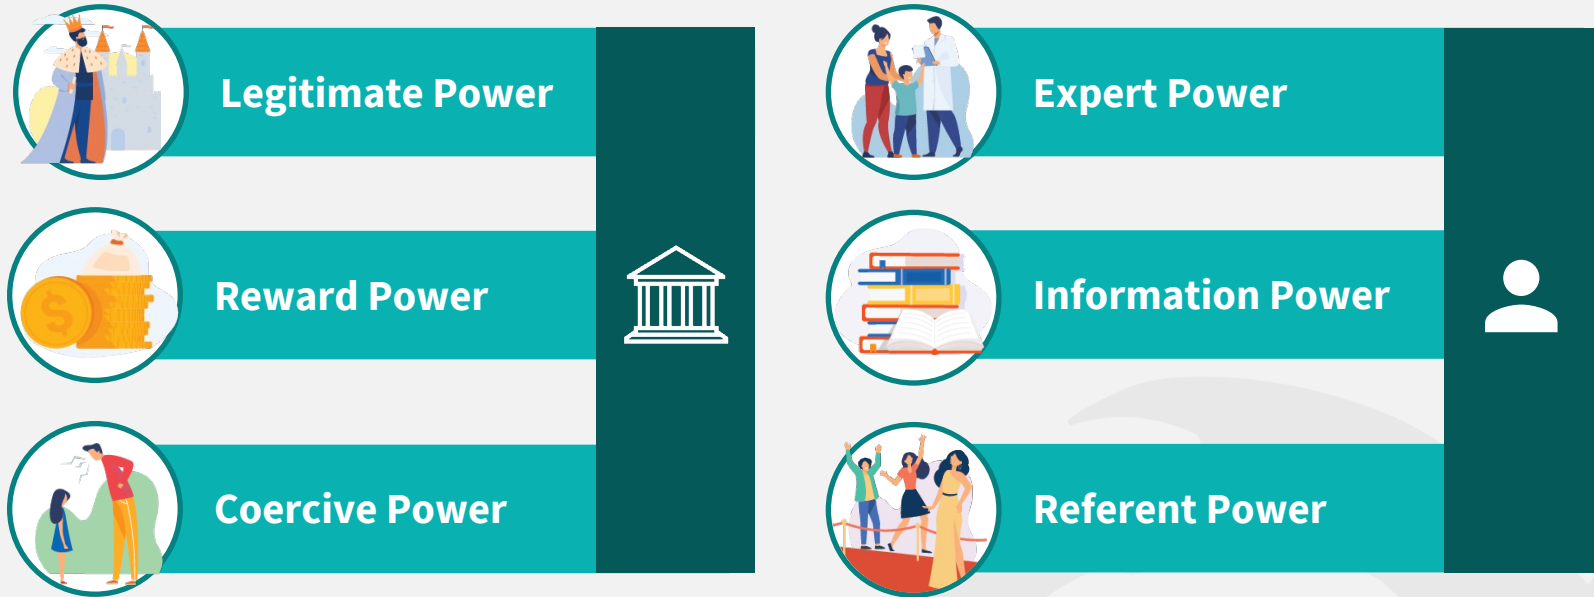 Legitimate Power
Reward Power
Coercive Power
Expert Power
Information Power
Referent Power